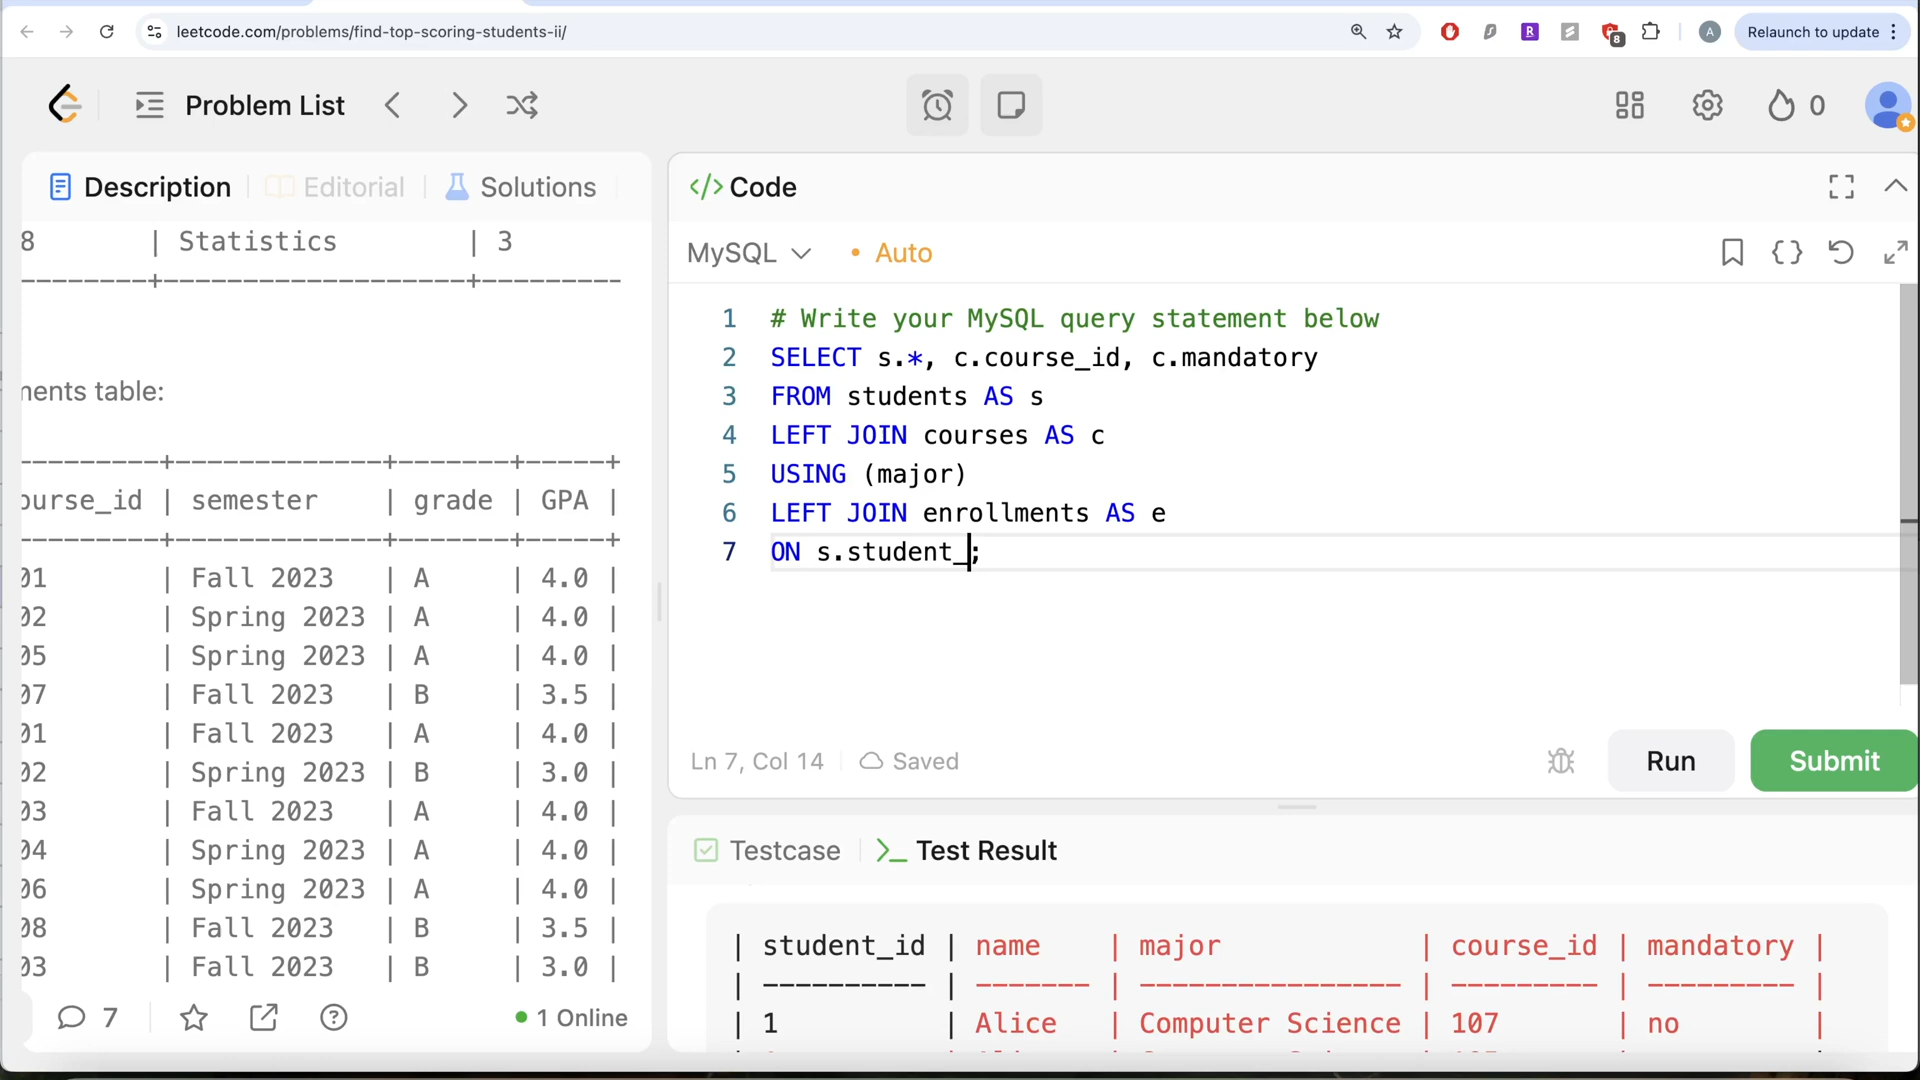 leetcode.com/problems/find-top-scoring-students-ii/
8
A
Relaunch to update
Problem List
0
Description
Editorial
Solutions
8 | Statistics | 3
--------+--------------------+---------
ments table:
---------+--------------+--------+-----+
ourse_id | semester | grade | GPA |
---------+--------------+--------+-----+
01 | Fall 2023 | A | 4.0 |
02 | Spring 2023 | A | 4.0 |
05 | Spring 2023 | A | 4.0 |
07 | Fall 2023 | B | 3.5 |
01 | Fall 2023 | A | 4.0 |
02 | Spring 2023 | B | 3.0 |
03 | Fall 2023 | A | 4.0 |
04 | Spring 2023 | A | 4.0 |
06 | Spring 2023 | A | 4.0 |
08 | Fall 2023 | B | 3.5 |
03 | Fall 2023 | B | 3.0 |
7
1 Online
</> Code
MySQL
Auto
1 # Write your MySQL query statement below
2 SELECT s.*, c.course_id, c.mandatory
3 FROM students AS s
4 LEFT JOIN courses AS c
5 USING (major)
6 LEFT JOIN enrollments AS e
7 ON s.student_;
Ln 7, Col 14
Saved
Run
Submit
Testcase
Test Result
| student_id | name | major | course_id | mandatory |
| ---------- | ------- | ---------------- | --------- | --------- |
| 1 | Alice | Computer Science | 107 | no |